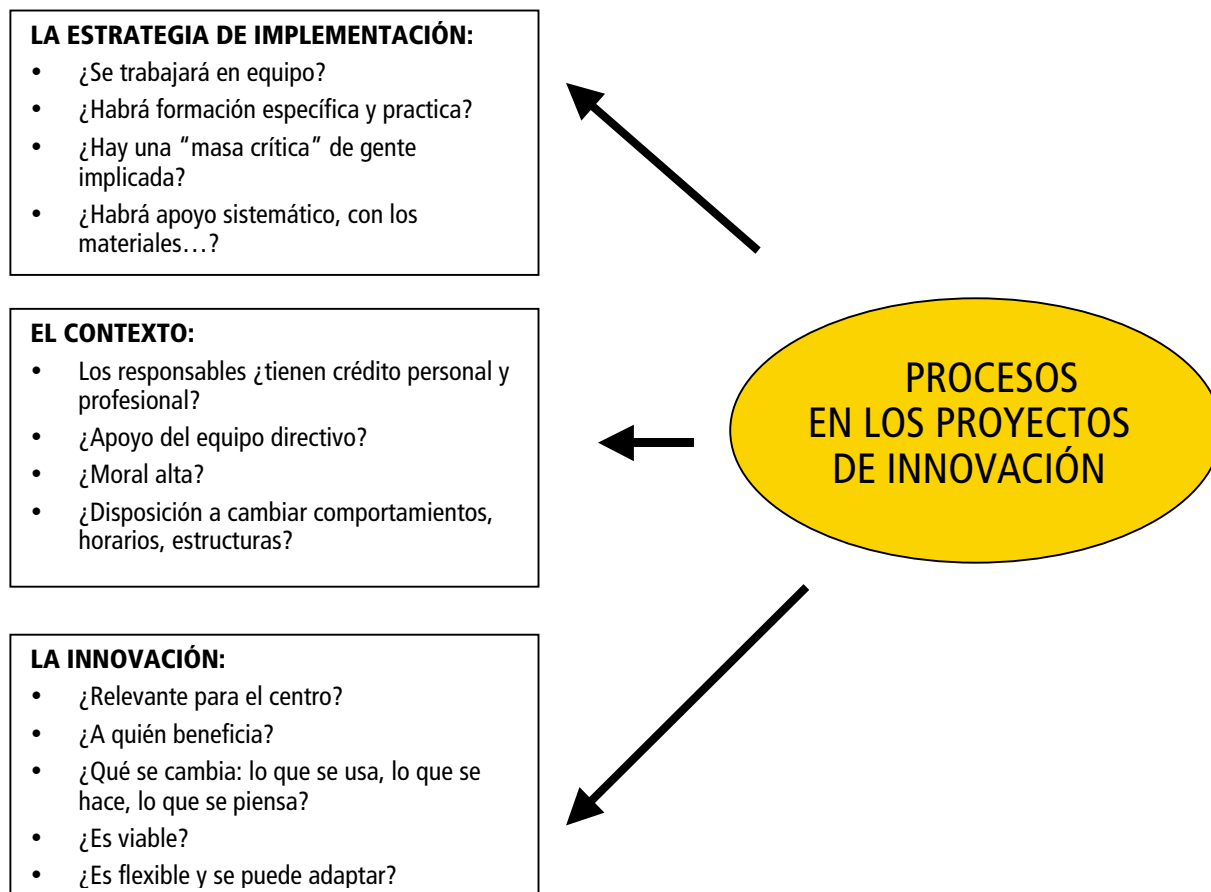 LA ESTRATEGIA DE IMPLEMENTACIÓN:
• ¿Se trabajará en equipo?
• ¿Habrá formación específica y practica?
• ¿Hay una “masa crítica” de gente
implicada?
• ¿Habrá apoyo sistemático, con los
materiales…?
EL CONTEXTO:
• Los responsables ¿tienen crédito personal y
profesional?
• ¿Apoyo del equipo directivo?
• ¿Moral alta?
• ¿Disposición a cambiar comportamientos,
horarios, estructuras?
LA INNOVACIÓN:
• ¿Relevante para el centro?
• ¿A quién beneficia?
• ¿Qué se cambia: lo que se usa, lo que se
hace, lo que se piensa?
• ¿Es viable?
• ¿Es flexible y se puede adaptar?
PROCESOS
EN LOS PROYECTOS
DE INNOVACIÓN